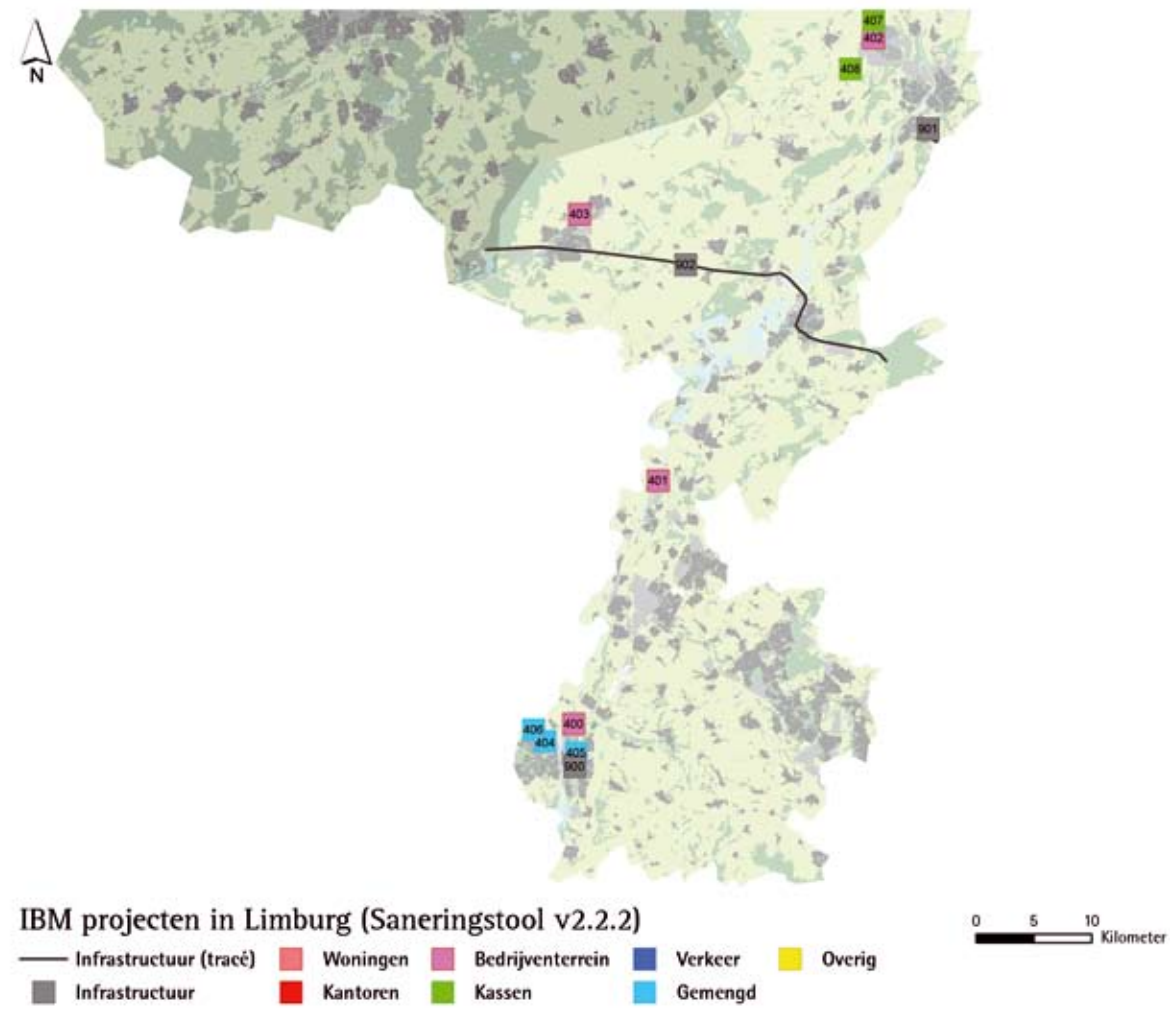 407
402
408
N
901
403
902
401
400
406
404
405
900
IBM projecten in Limburg (Saneringstool v2.2.2)
0 5 10
Kilometer
Infrastructuur (tracé) Woningen Bedrijventerrein Verkeer Overig
Infrastructuur Kantoren Kassen Gemengd